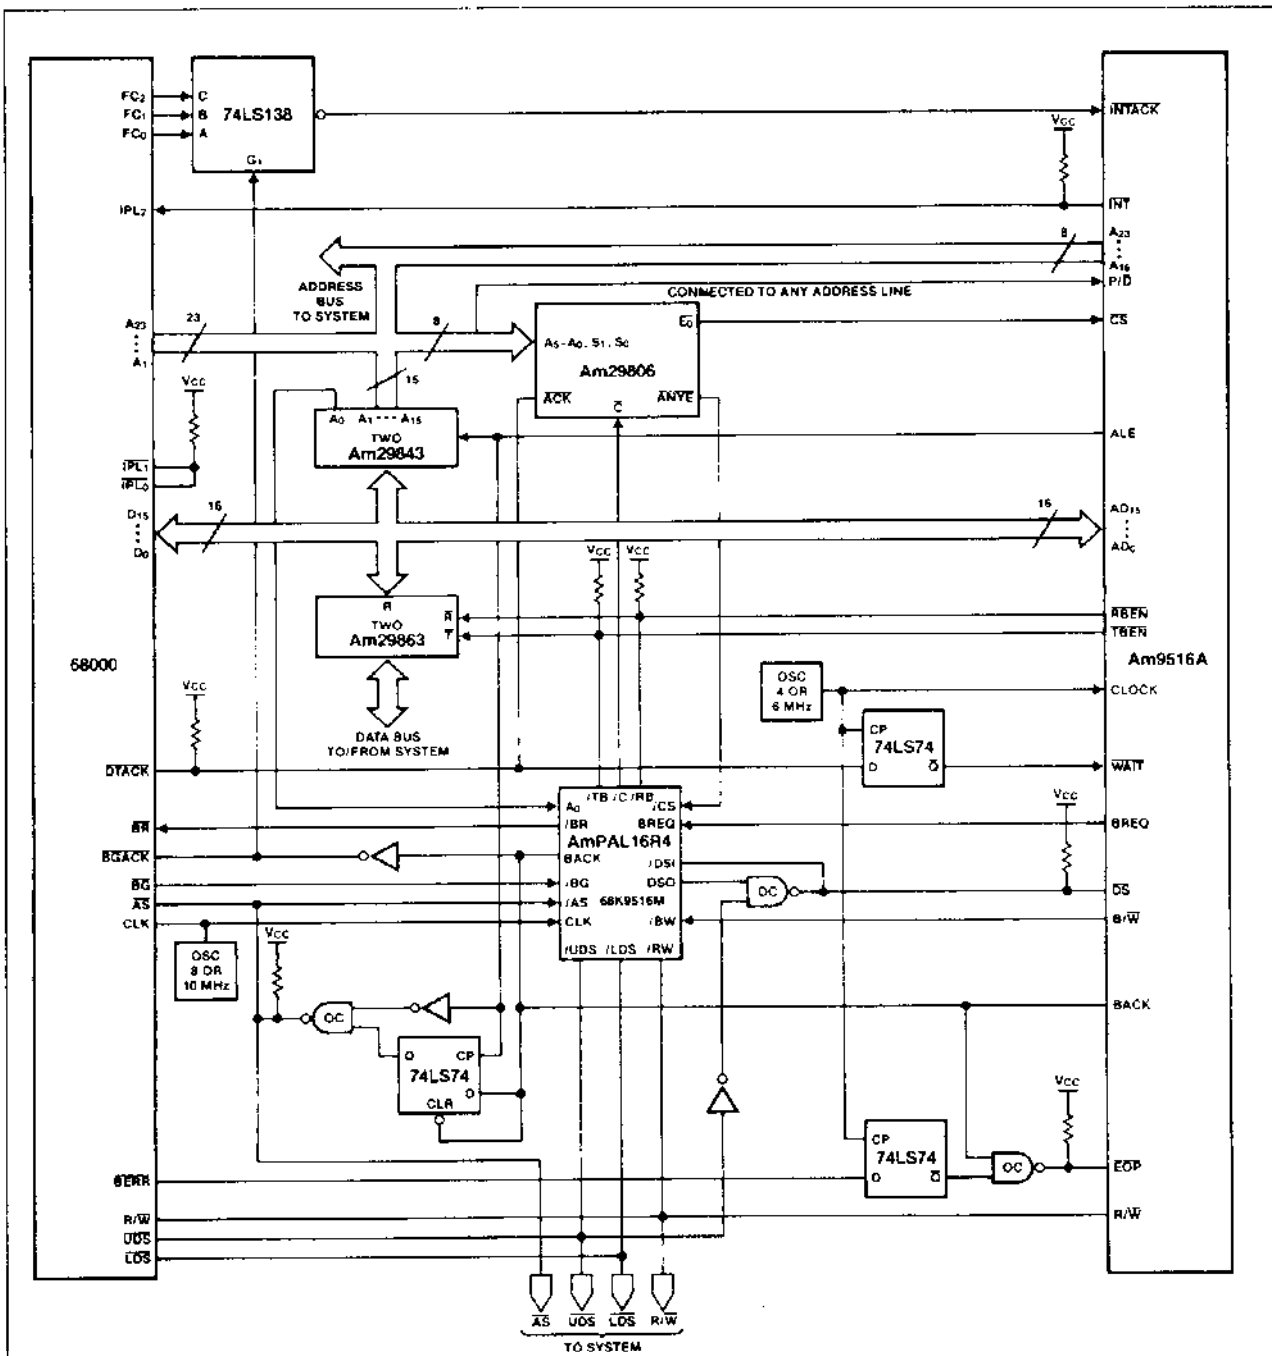 FC2 C
FC1 B 74LS138 INTACK
FC0 A
G1
VCC
IPL2 INT
A23
8
A16
ADDRESS BUS TO SYSTEM
CONNECTED TO ANY ADDRESS LINE P/D
A23 23 8 E0 CS
A1
A5-A0, S1, S0
Am29806
15
VCC
ACK C ANYE
A0 A1 A15
TWO
Am29843
ALE
IPL1
IPL0
D15 16 16 AD15
D0 AD0
VCC VCC
R
TWO
Am29863
R RBEN
T TBEN
68000 Am9516A
VCC
OSC
4 OR
6 MHz
CLOCK
DATA BUS
TO/FROM SYSTEM
CP
74LS74
D Q WAIT
DTACK
/TB /C /RB
A0 /CS
VCC
BR /BR BREQ BREQ
AmPAL16R4
BGACK BACK /DSI
BG /BG DSO OC DS
AS /AS 68K9516M
CLK CLK /BW B/W
/UDS /LDS /RW
OSC
8 OR
10 MHz
VCC
OC
BACK
Q CP
74LS74
D
CLR
VCC
CP
74LS74
D Q OC EOP
BERR
R/W R/W
UDS
LDS
AS UDS LDS R/W
TO SYSTEM